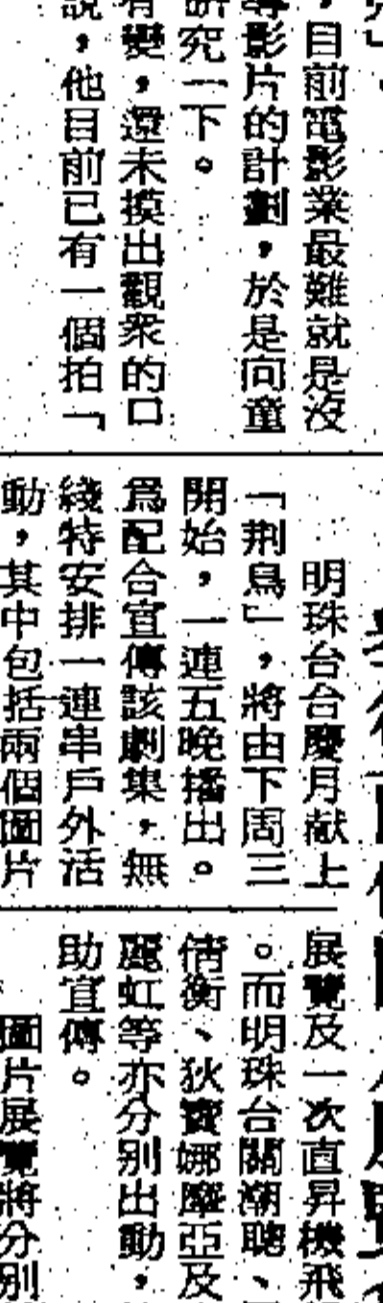 ，目前電影業最難就是沒
等影片的計劃，於是向童
研究一下。
有變，還未摸出觀衆的口
說，他目前已有一個拍「
明珠台台慶月献上
「荆鳥」，將由下周三
開始，一連五晚播出。
爲配合宣傳該劇集，無
綫特安排一連串戶外活
動，其中包括兩個圖片
展覽及一次直昇機飛
。而明珠台關潮聰、
倩衡、狄寶娜摩亞及
麗虹等亦分別出動，
助宣傳。
圖片展覽將分別